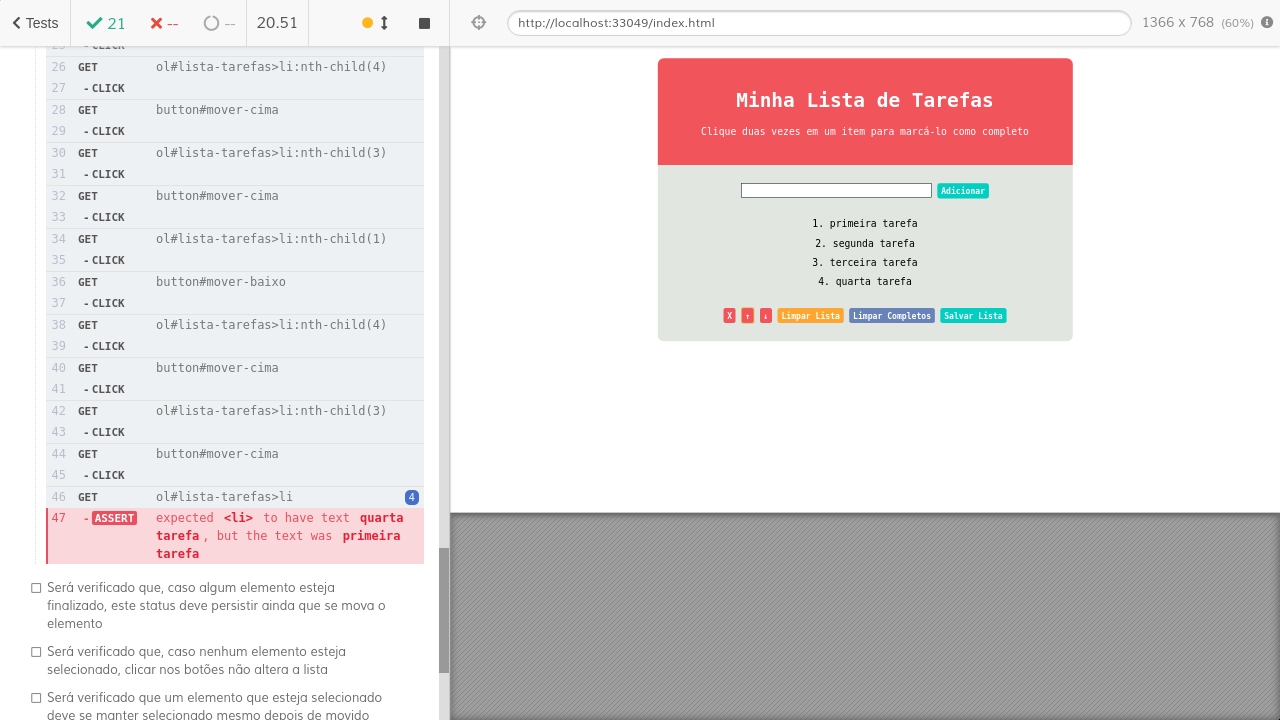 Tests
21
--
--
20.51
25 - CLICK
26 GET ol#lista-tarefas>li:nth-child(4)
27 - CLICK
28 GET button#mover-cima
29 - CLICK
30 GET ol#lista-tarefas>li:nth-child(3)
31 - CLICK
32 GET button#mover-cima
33 - CLICK
34 GET ol#lista-tarefas>li:nth-child(1)
35 - CLICK
36 GET button#mover-baixo
37 - CLICK
38 GET ol#lista-tarefas>li:nth-child(4)
39 - CLICK
40 GET button#mover-cima
41 - CLICK
42 GET ol#lista-tarefas>li:nth-child(3)
43 - CLICK
44 GET button#mover-cima
45 - CLICK
46 GET ol#lista-tarefas>li 4
47 - ASSERT expected <li> to have text quarta
tarefa, but the text was primeira
tarefa
Será verificado que, caso algum elemento esteja
finalizado, este status deve persistir ainda que se mova o
elemento
Será verificado que, caso nenhum elemento esteja
selecionado, clicar nos botões não altera a lista
Será verificado que um elemento que esteja selecionado
deve se manter selecionado mesmo depois de movido
http://localhost:33049/index.html
1366 x 768 (60%)
Minha Lista de Tarefas
Clique duas vezes em um item para marcá-lo como completo
Adicionar
1. primeira tarefa
2. segunda tarefa
3. terceira tarefa
4. quarta tarefa
X ↑ ↓ Limpar Lista Limpar Completos Salvar Lista